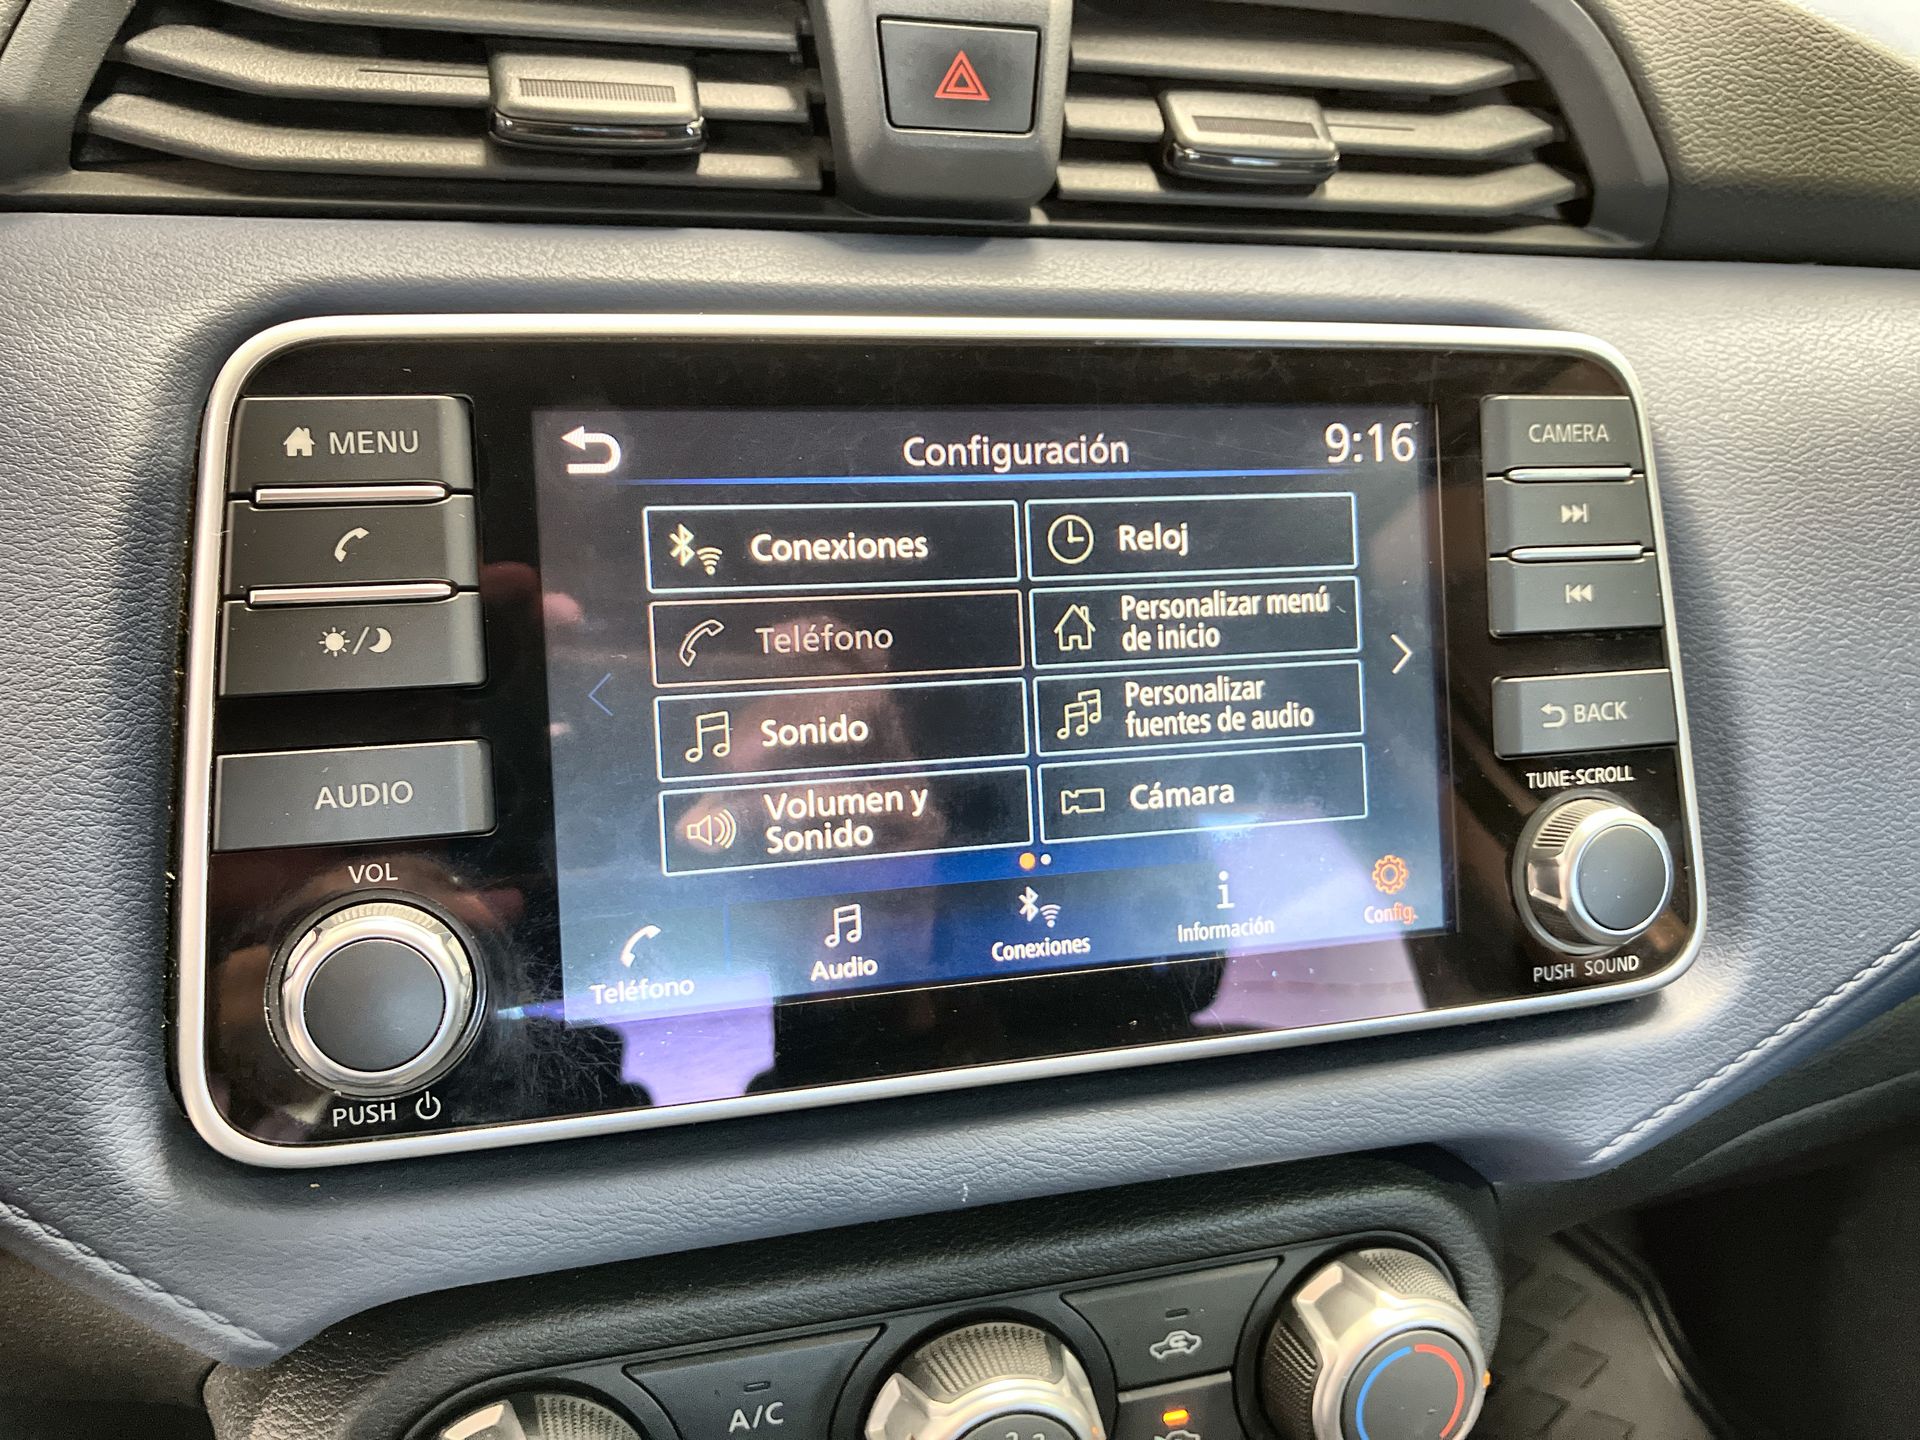 MENU
AUDIO
VOL
PUSH
Configuración
9:16
Conexiones
Teléfono
Sonido
Volumen y
Sonido
Reloj
Personalizar menú
de inicio
Personalizar
fuentes de audio
Cámara
Teléfono
Audio
Conexiones
Información
Config.
CAMERA
BACK
TUNE·SCROLL
PUSH SOUND
A/C